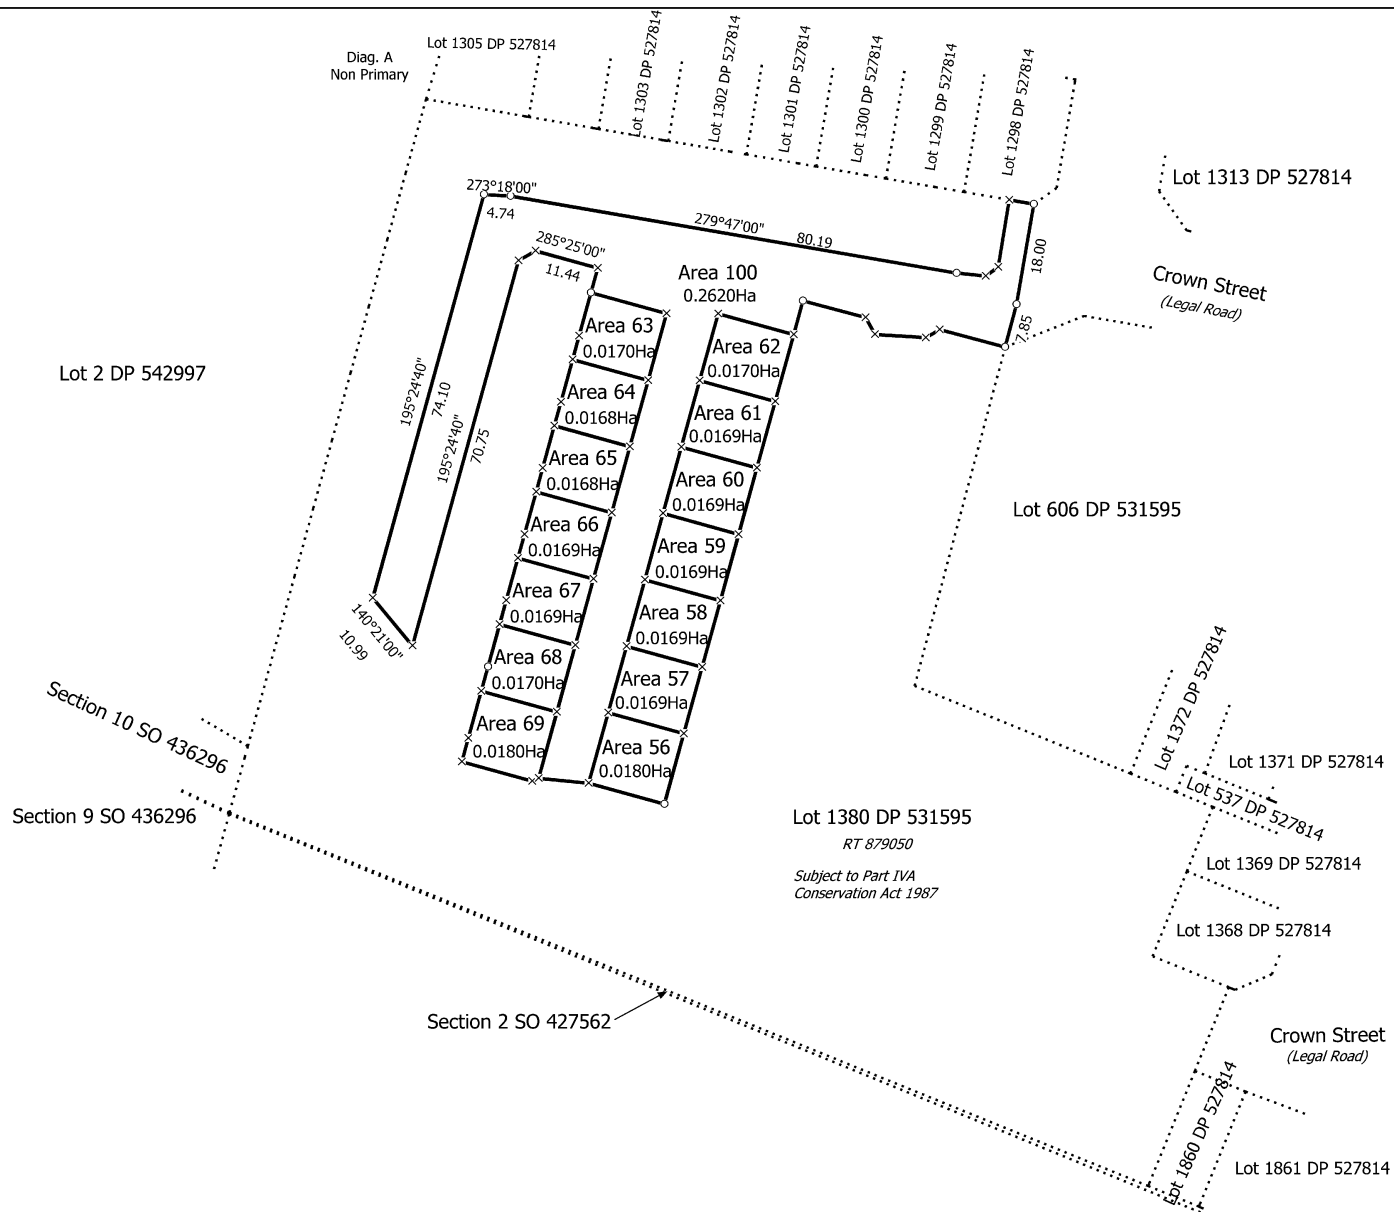 Diag. A
Non Primary
Lot 1305 DP 527814
Lot 1303 DP 527814
Lot 1302 DP 527814
Lot 1301 DP 527814
Lot 1300 DP 527814
Lot 1299 DP 527814
Lot 1298 DP 527814
Lot 1313 DP 527814
273°18'00"
4.74
279°47'00"
80.19
18.00
7.85
Crown Street
(Legal Road)
285°25'00"
11.44
Area 100
0.2620Ha
Lot 2 DP 542997
195°24'40"
74.10
195°24'40"
70.75
140°21'00"
10.99
Area 63
0.0170Ha
Area 64
0.0168Ha
Area 65
0.0168Ha
Area 66
0.0169Ha
Area 67
0.0169Ha
Area 68
0.0170Ha
Area 69
0.0180Ha
Area 62
0.0170Ha
Area 61
0.0169Ha
Area 60
0.0169Ha
Area 59
0.0169Ha
Area 58
0.0169Ha
Area 57
0.0169Ha
Area 56
0.0180Ha
Lot 606 DP 531595
Section 10 SO 436296
Section 9 SO 436296
Lot 1372 DP 527814
Lot 1371 DP 527814
Lot 537 DP 527814
Lot 1380 DP 531595
RT 879050
Subject to Part IVA
Conservation Act 1987
Lot 1369 DP 527814
Lot 1368 DP 527814
Section 2 SO 427562
Crown Street
(Legal Road)
Lot 1860 DP 527814
Lot 1861 DP 527814